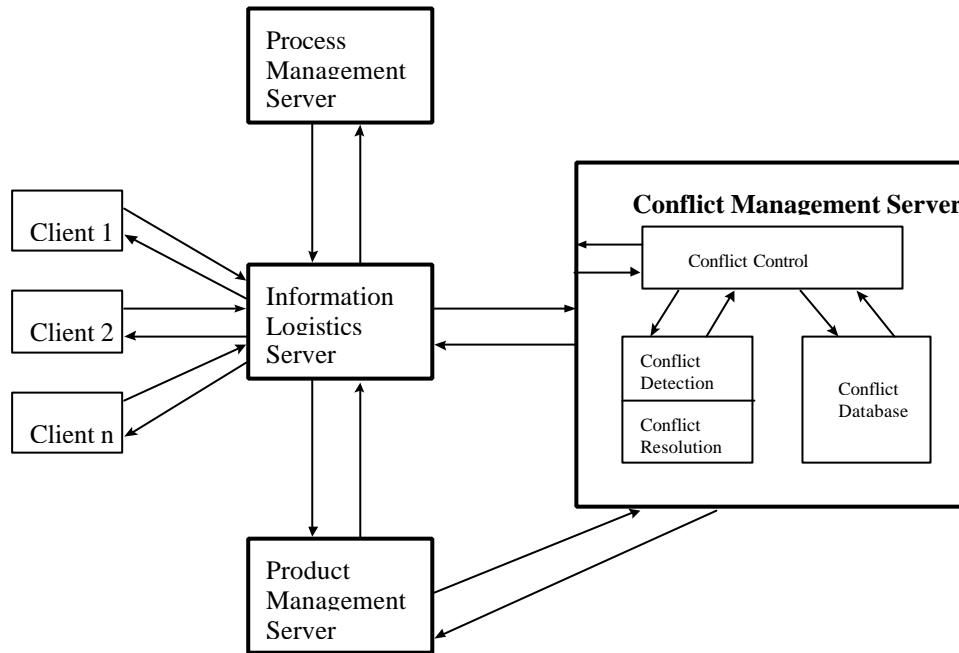 Process
Management
Server
Conflict Management Server
Client 1
Conflict Control
Information
Logistics
Server
Client 2
Conflict
Detection
Conflict
Database
Client n
Conflict
Resolution
Product
Management
Server